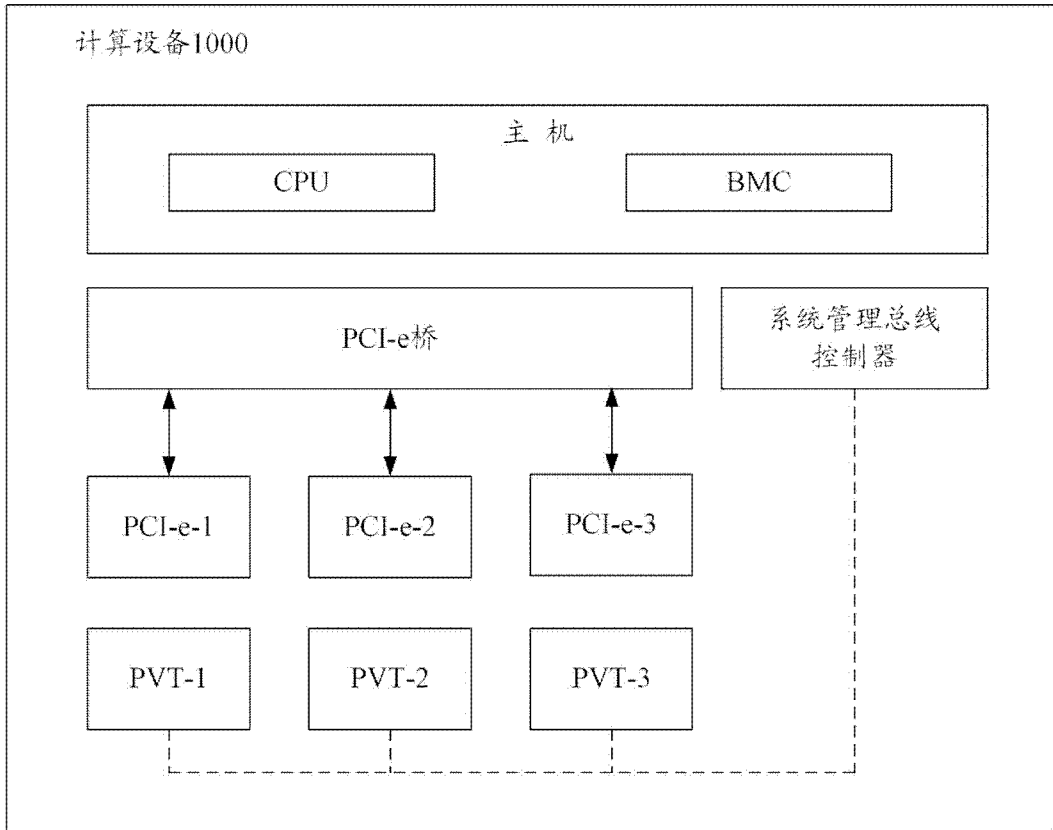 计算设备1000
主 机
CPU
BMC
PCI-e桥
系统管理总线
控制器
PCI-e-1
PCI-e-2
PCI-e-3
PVT-1
PVT-2
PVT-3